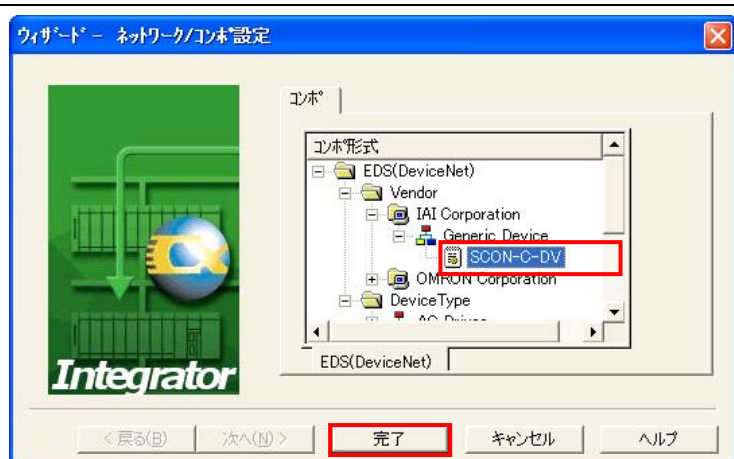 ウィザード － ネットワーク/コンポ設定
コンポ
コンポ形式
EDS(DeviceNet)
Vendor
IAI Corporation
Generic Device
SCON-C-DV
OMRON Corporation
DeviceType
AC Drives
EDS(DeviceNet)
Cx
Integrator
< 戻る(B)
次へ(N) >
完了
キャンセル
ヘルプ